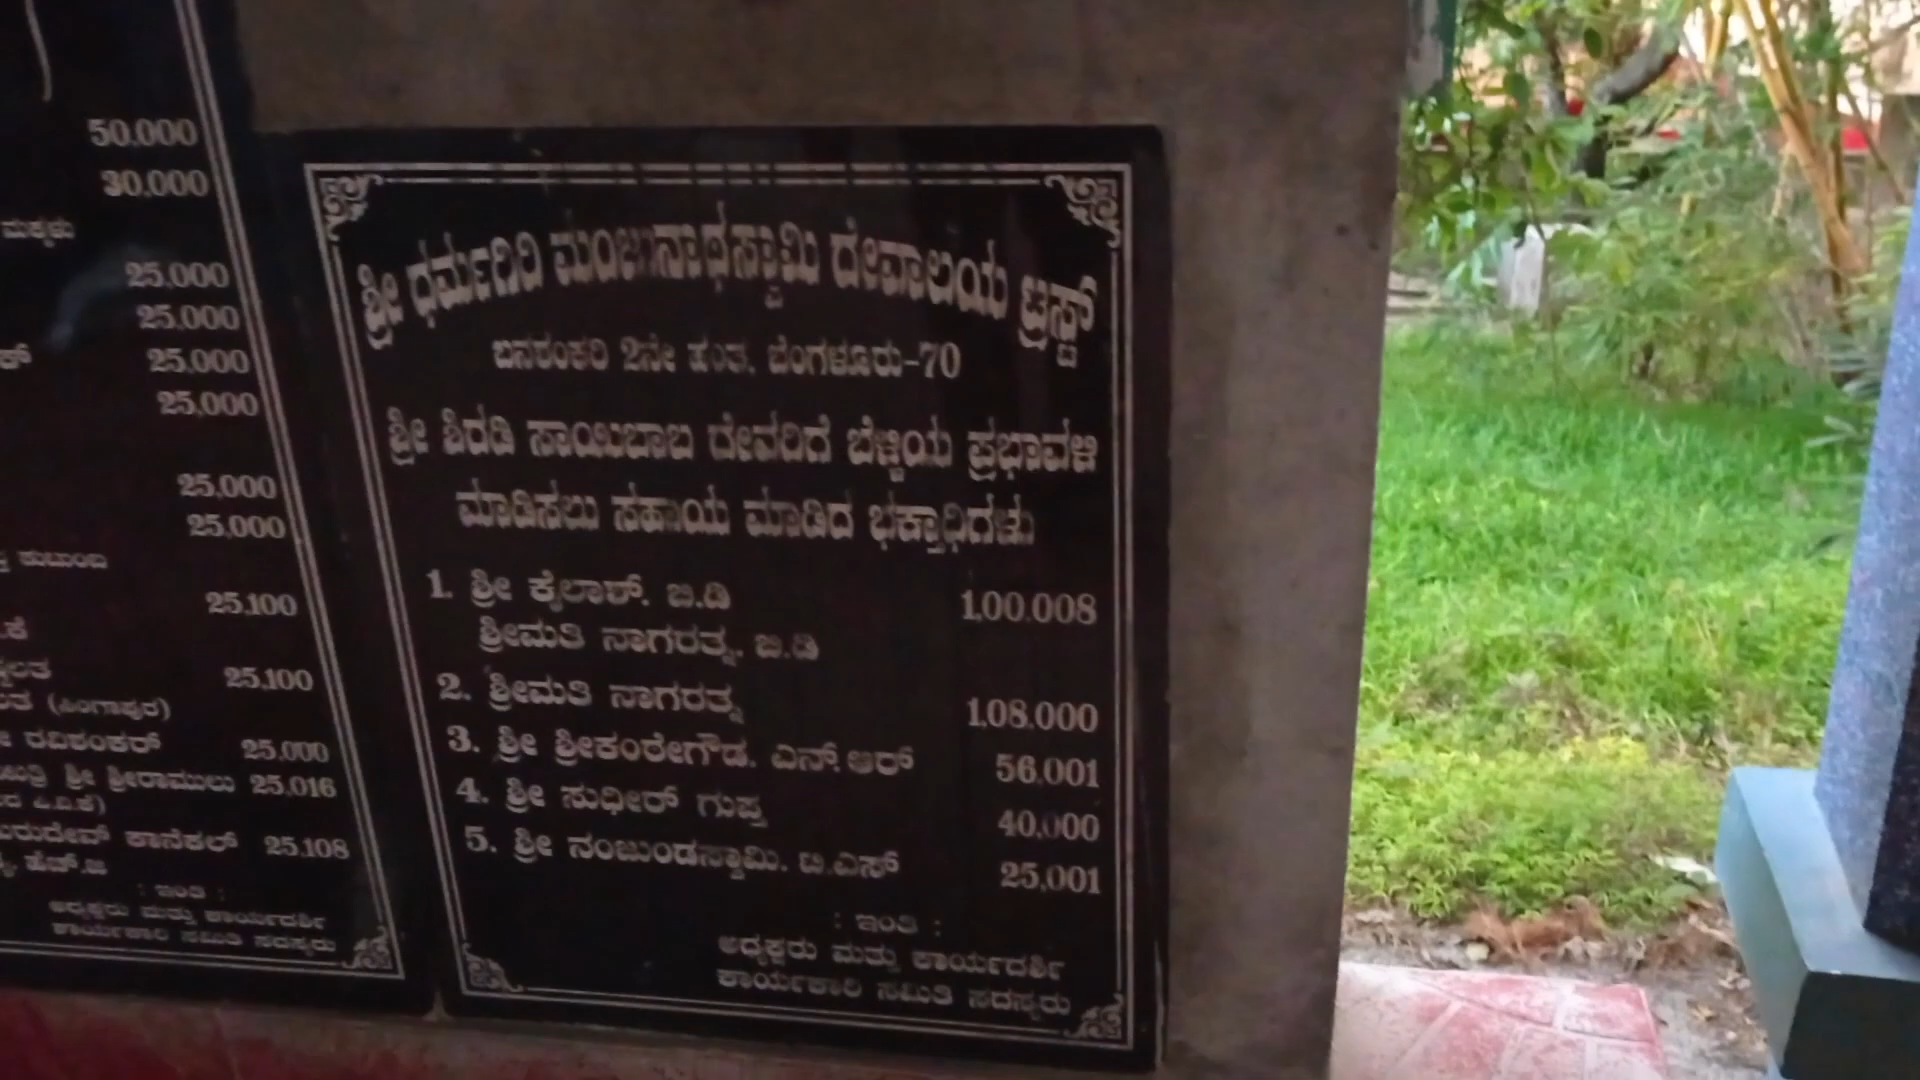 50,000
30,000
ಮಕ್ಕಳು
25,000
25,000
25,000
25,000
25,000
25,000
ಕುಟುಂಬ
25,100
25,100
(ಸಿಂಗಾಪುರ)
ರವಿಶಂಕರ್ 25,000
ಶ್ರೀ ಶ್ರೀರಾಮುಲು 25,016
ಕಾನೆಕಲ್ 25,108
ಹೆಚ್.ಜಿ
: ಇಂತಿ :
ಅಧ್ಯಕ್ಷರು ಮತ್ತು ಕಾರ್ಯದರ್ಶಿ
ಕಾರ್ಯಕಾರಿ ಸಮಿತಿ ಸದಸ್ಯರು
ಶ್ರೀ ಧರ್ಮಗಿರಿ ಮಂಜುನಾಥಸ್ವಾಮಿ ದೇವಾಲಯ ಟ್ರಸ್ಟ್
ಬನಶಂಕರಿ 2ನೇ ಹಂತ, ಬೆಂಗಳೂರು-70
ಶ್ರೀ ಶಿರಡಿ ಸಾಯಿಬಾಬ ದೇವರಿಗೆ ಬೆಳ್ಳಿಯ ಪ್ರಭಾವಳಿ
ಮಾಡಿಸಲು ಸಹಾಯ ಮಾಡಿದ ಭಕ್ತಾಧಿಗಳು
1. ಶ್ರೀ ಕೈಲಾಶ್. ಜಿ.ಡಿ 1,00,008
ಶ್ರೀಮತಿ ನಾಗರತ್ನ. ಜಿ.ಡಿ
2. ಶ್ರೀಮತಿ ನಾಗರತ್ನ 1,08,000
3. ಶ್ರೀ ಶ್ರೀಕಂಠೇಗೌಡ. ಎನ್.ಆರ್ 56,001
4. ಶ್ರೀ ಸುಧೀರ್ ಗುಪ್ತ 40,000
5. ಶ್ರೀ ನಂಜುಂಡಸ್ವಾಮಿ. ಟಿ.ಎಸ್ 25,001
: ಇಂತಿ :
ಅಧ್ಯಕ್ಷರು ಮತ್ತು ಕಾರ್ಯದರ್ಶಿ
ಕಾರ್ಯಕಾರಿ ಸಮಿತಿ ಸದಸ್ಯರು